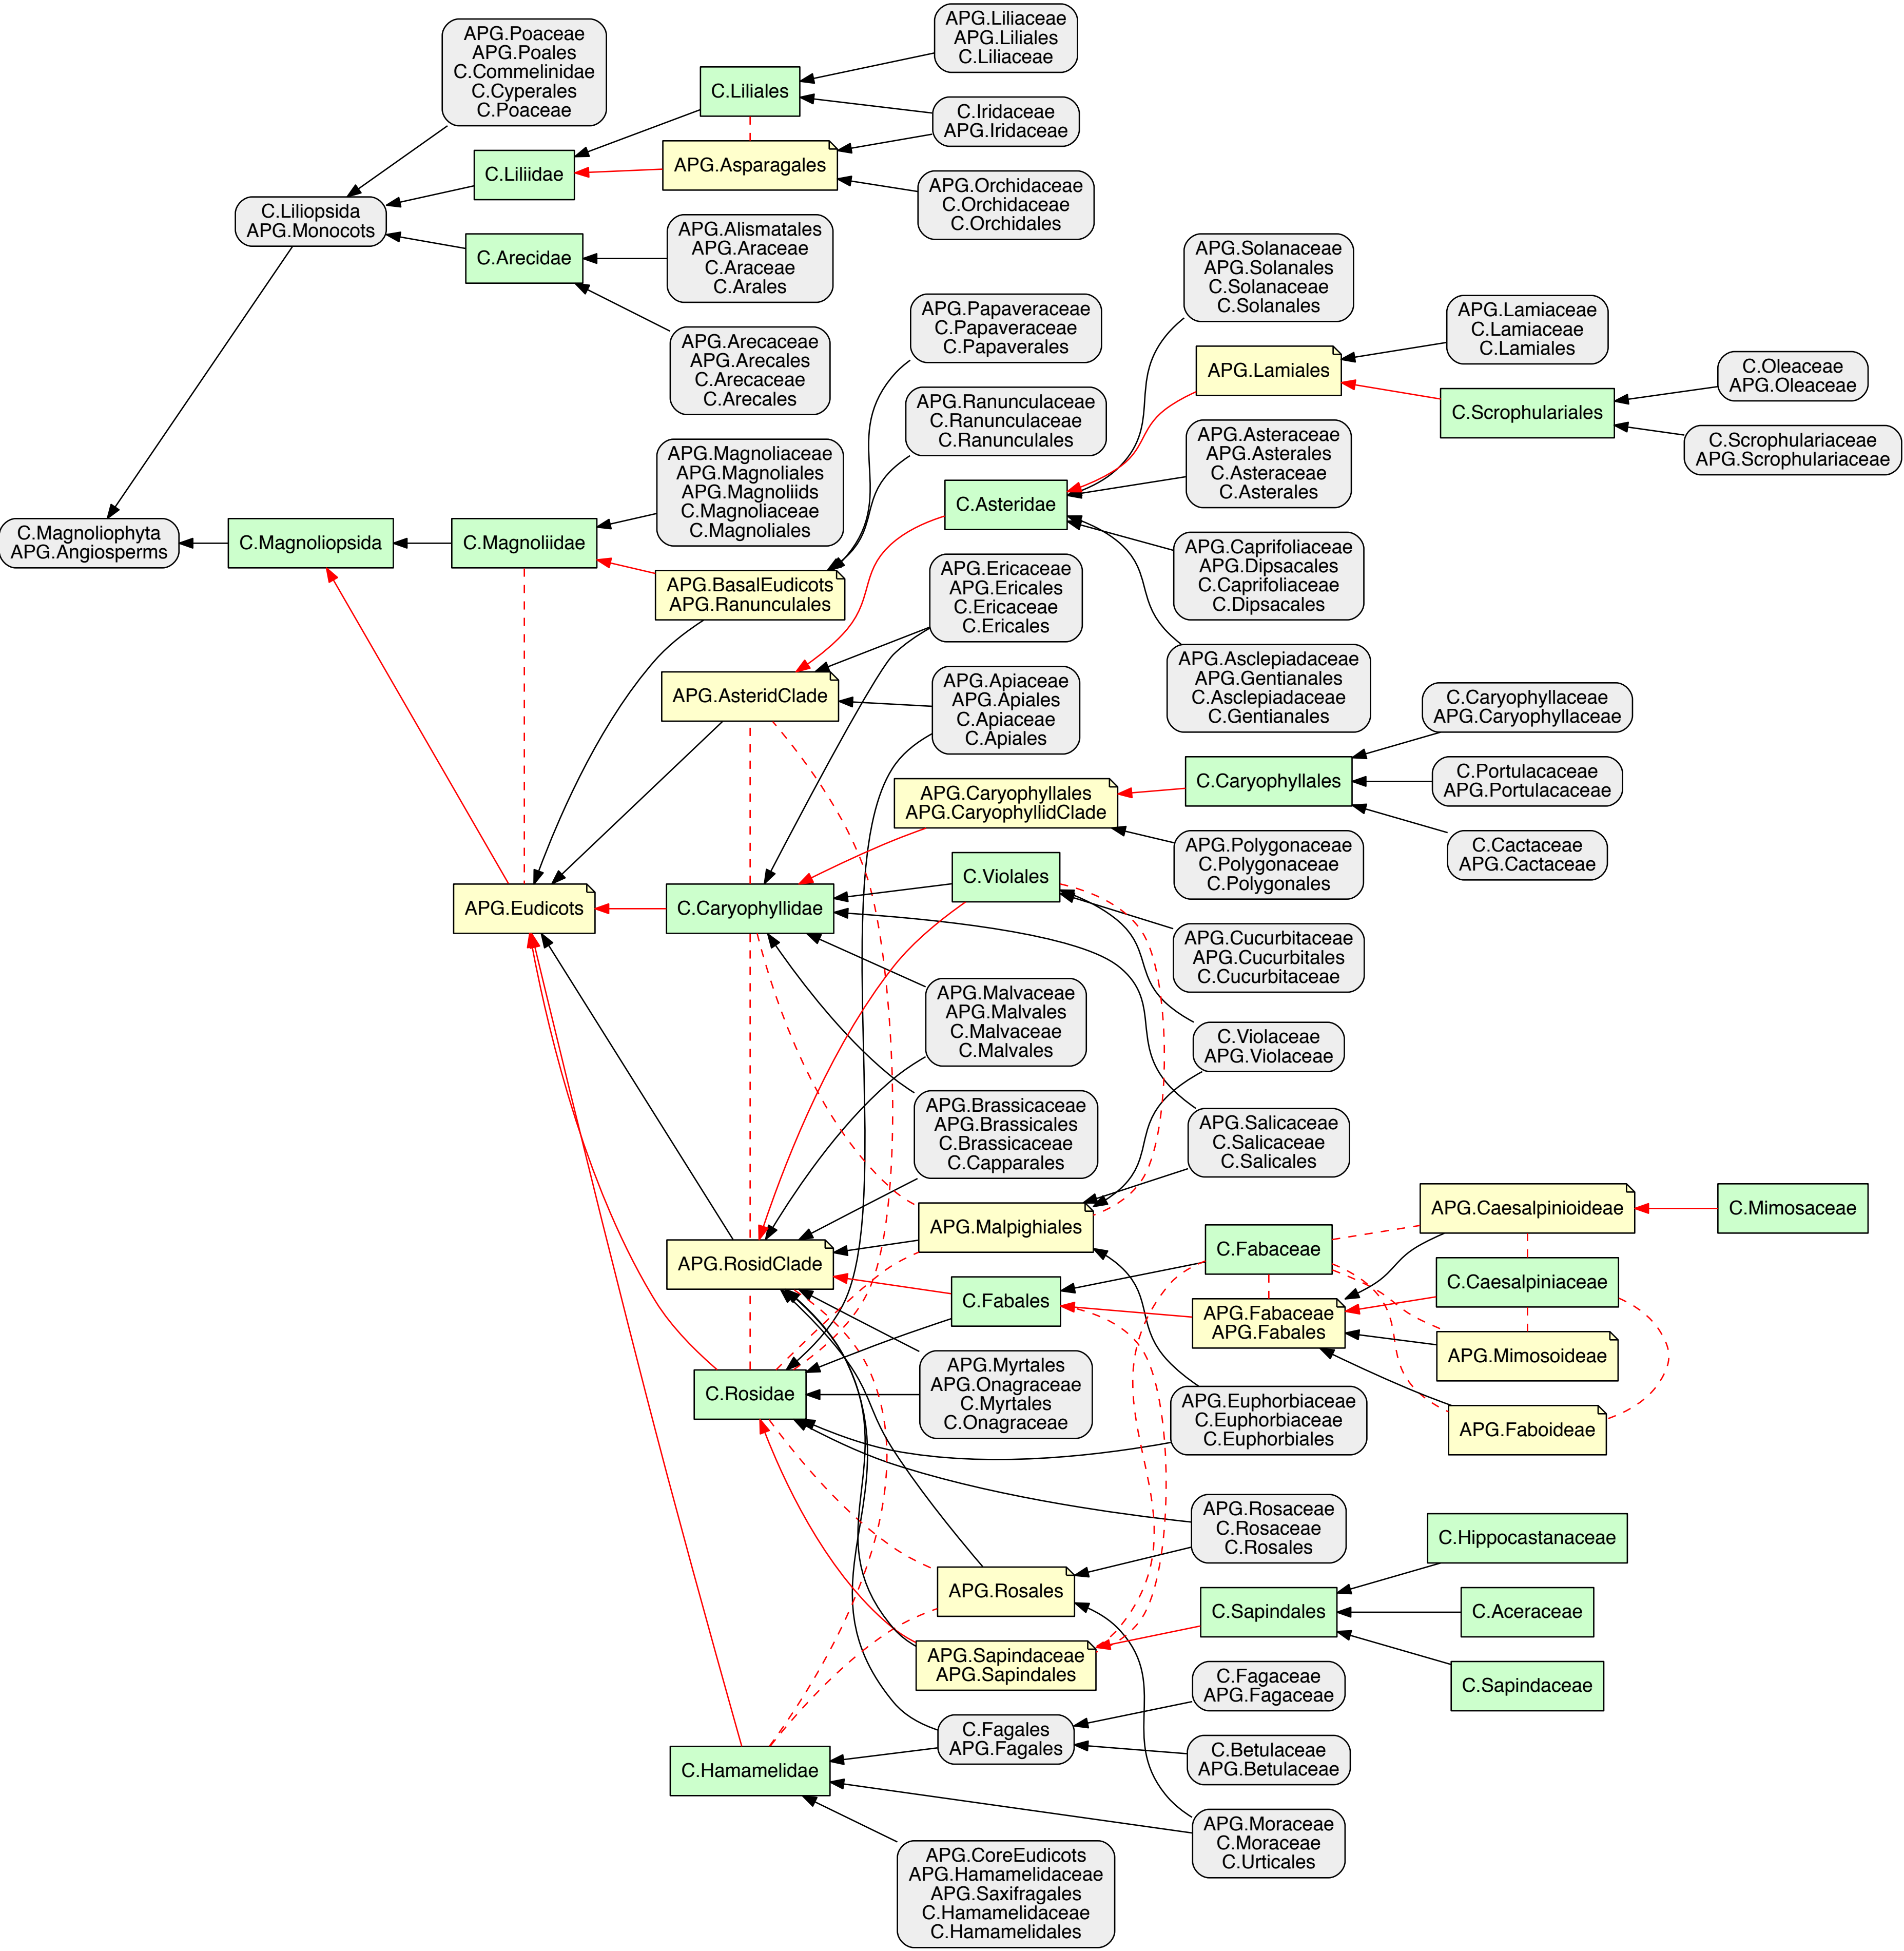 APG.Poaceae
APG.Poales
C.Commelinidae
C.Cyperales
C.Poaceae
C.Liliales
APG.Liliaceae
APG.Liliales
C.Liliaceae
C.Iridaceae
APG.Iridaceae
C.Liliidae
APG.Asparagales
APG.Orchidaceae
C.Orchidaceae
C.Orchidales
C.Liliopsida
APG.Monocots
C.Arecidae
APG.Alismatales
APG.Araceae
C.Araceae
C.Arales
APG.Arecaceae
APG.Arecales
C.Arecaceae
C.Arecales
APG.Papaveraceae
C.Papaveraceae
C.Papaverales
APG.Solanaceae
APG.Solanales
C.Solanaceae
C.Solanales
APG.Lamiaceae
C.Lamiaceae
C.Lamiales
APG.Lamiales
C.Oleaceae
APG.Oleaceae
C.Scrophulariales
C.Scrophulariaceae
APG.Scrophulariaceae
APG.Ranunculaceae
C.Ranunculaceae
C.Ranunculales
APG.Asteraceae
APG.Asterales
C.Asteraceae
C.Asterales
APG.Magnoliaceae
APG.Magnoliales
APG.Magnoliids
C.Magnoliaceae
C.Magnoliales
C.Asteridae
C.Magnoliophyta
APG.Angiosperms
C.Magnoliopsida
C.Magnoliidae
APG.BasalEudicots
APG.Ranunculales
APG.Ericaceae
APG.Ericales
C.Ericaceae
C.Ericales
APG.Caprifoliaceae
APG.Dipsacales
C.Caprifoliaceae
C.Dipsacales
APG.AsteridClade
APG.Apiaceae
APG.Apiales
C.Apiaceae
C.Apiales
APG.Asclepiadaceae
APG.Gentianales
C.Asclepiadaceae
C.Gentianales
C.Caryophyllaceae
APG.Caryophyllaceae
APG.Caryophyllales
APG.CaryophyllidClade
C.Caryophyllales
C.Portulacaceae
APG.Portulacaceae
APG.Polygonaceae
C.Polygonaceae
C.Polygonales
C.Cactaceae
APG.Cactaceae
APG.Eudicots
C.Caryophyllidae
C.Violales
APG.Cucurbitaceae
APG.Cucurbitales
C.Cucurbitaceae
APG.Malvaceae
APG.Malvales
C.Malvaceae
C.Malvales
C.Violaceae
APG.Violaceae
APG.Brassicaceae
APG.Brassicales
C.Brassicaceae
C.Capparales
APG.Salicaceae
C.Salicaceae
C.Salicales
APG.Malpighiales
APG.Caesalpinioideae
C.Mimosaceae
APG.RosidClade
C.Fabaceae
C.Caesalpiniaceae
C.Fabales
APG.Fabaceae
APG.Fabales
APG.Mimosoideae
C.Rosidae
APG.Myrtales
APG.Onagraceae
C.Myrtales
C.Onagraceae
APG.Euphorbiaceae
C.Euphorbiaceae
C.Euphorbiales
APG.Faboideae
APG.Rosaceae
C.Rosaceae
C.Rosales
C.Hippocastanaceae
APG.Rosales
C.Sapindales
C.Aceraceae
APG.Sapindaceae
APG.Sapindales
C.Sapindaceae
C.Fagaceae
APG.Fagaceae
C.Fagales
APG.Fagales
C.Betulaceae
APG.Betulaceae
C.Hamamelidae
APG.Moraceae
C.Moraceae
C.Urticales
APG.CoreEudicots
APG.Hamamelidaceae
APG.Saxifragales
C.Hamamelidaceae
C.Hamamelidales